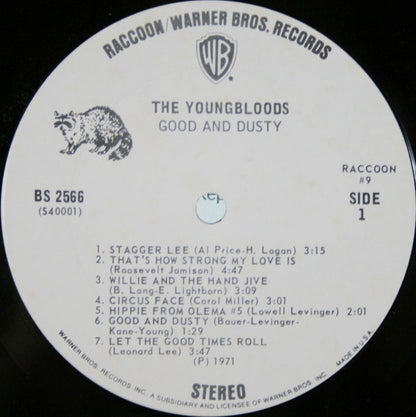 RACCOON/WARNER BROS. RECORDS
WB
THE YOUNGBLOODS
GOOD AND DUSTY
RACCOON
#9
BS 2566
SIDE
(S40001)
1
1. STAGGER LEE (Al Price-H. Logan) 3:15
2. THAT'S HOW STRONG MY LOVE IS
(Roosevelt Jamison) 4:47
3. WILLIE AND THE HAND JIVE
(B. Lang-E. Lightborn) 3:09
4. CIRCUS FACE (Carol Miller) 3:01
5. HIPPIE FROM OLEMA #5 (Lowell Levinger) 2:01
6. GOOD AND DUSTY (Bauer-Levinger-
Kane-Young) 1:29
7. LET THE GOOD TIMES ROLL
(Leonard Lee) 3:47
(P) 1971
STEREO
WARNER BROS. RECORDS INC. A SUBSIDIARY AND LICENSEE OF WARNER BROS. INC. MADE IN U.S.A.